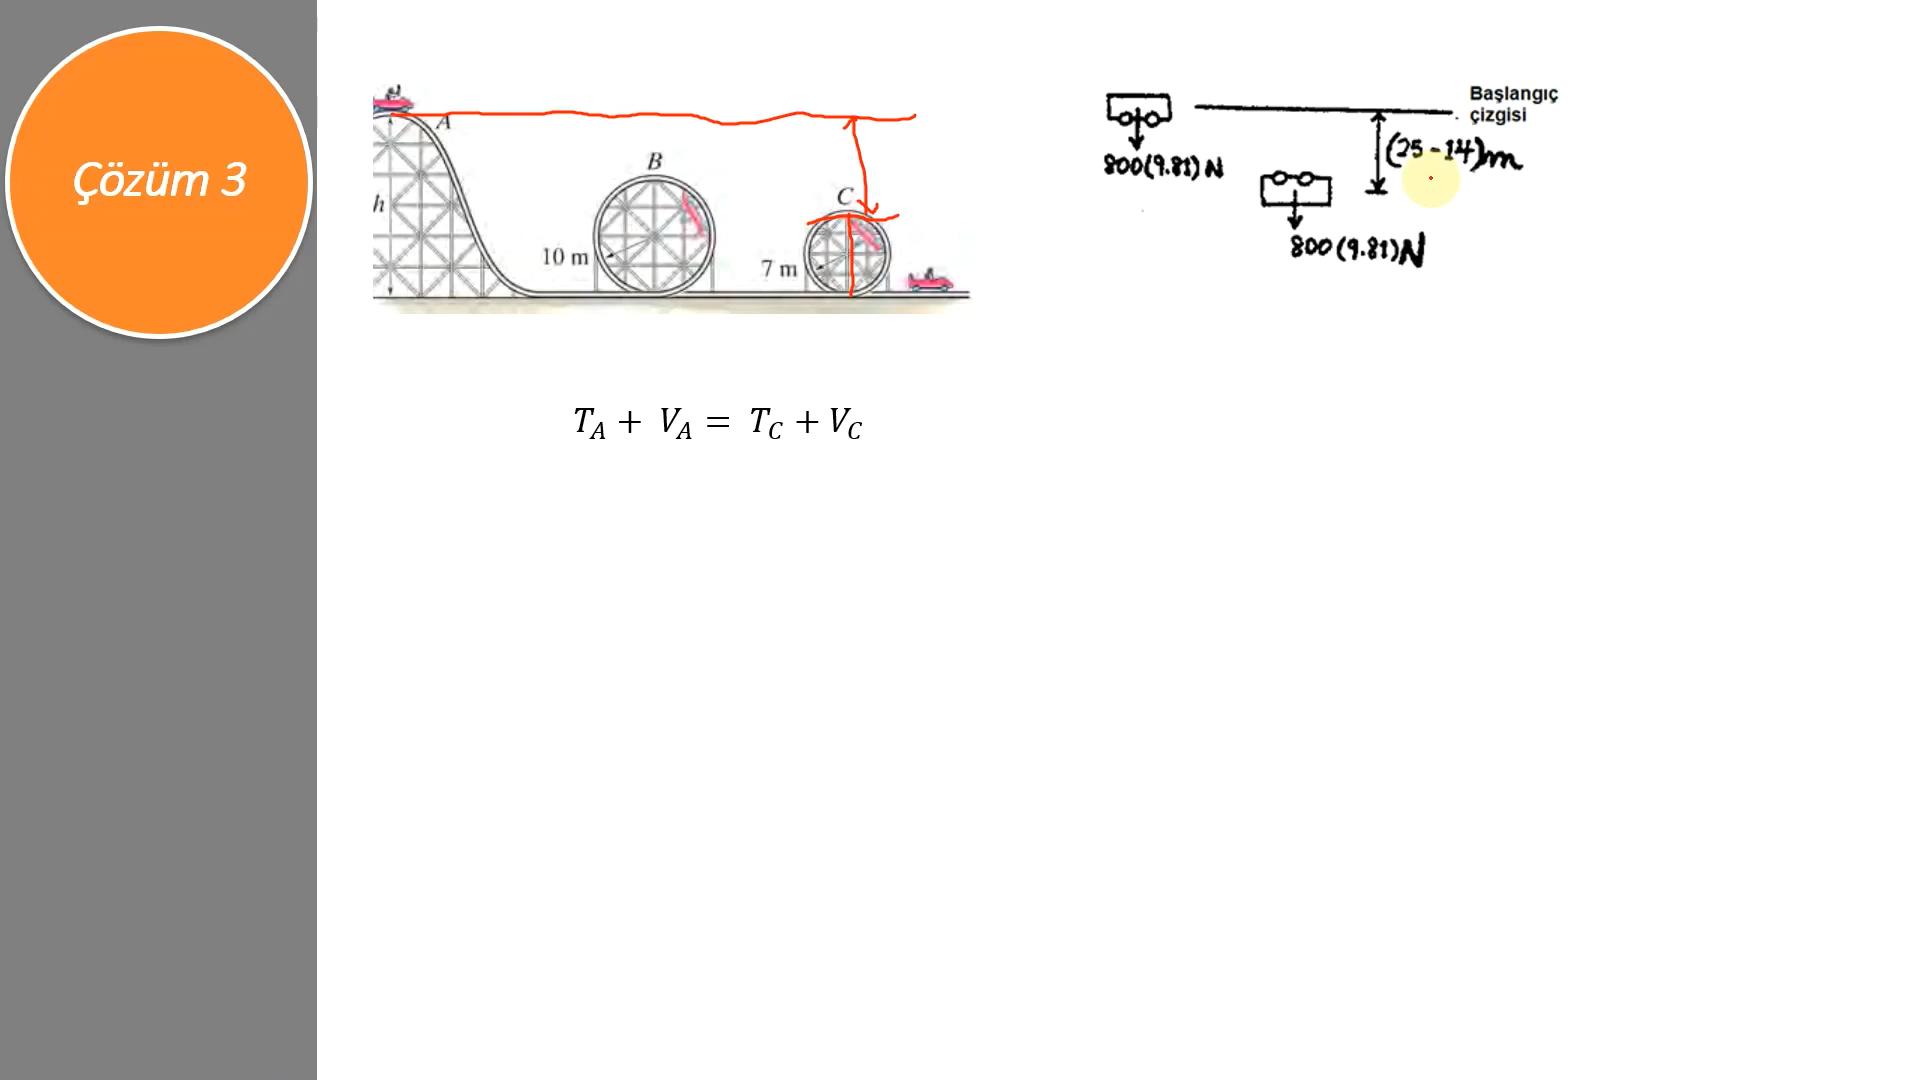 Çözüm 3
A
B
C
h
10 m
7 m
Başlangıç
çizgisi
(25-14)m
800(9.81) N
800(9.81)N
T_A + V_A = T_C + V_C